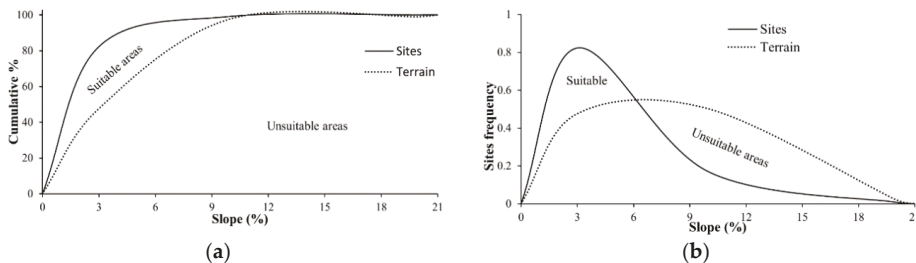 100
80
60
40
20
0
Cumulative %
0 3 6 9 12 15 18 21
Slope (%)
Sites
Terrain
Suitable areas
Unsuitable areas
(a)
1
0.8
0.6
0.4
0.2
0
Sites frequency
0 3 6 9 12 15 18 2
Slope (%)
Sites
Terrain
Suitable
Unsuitable areas
(b)